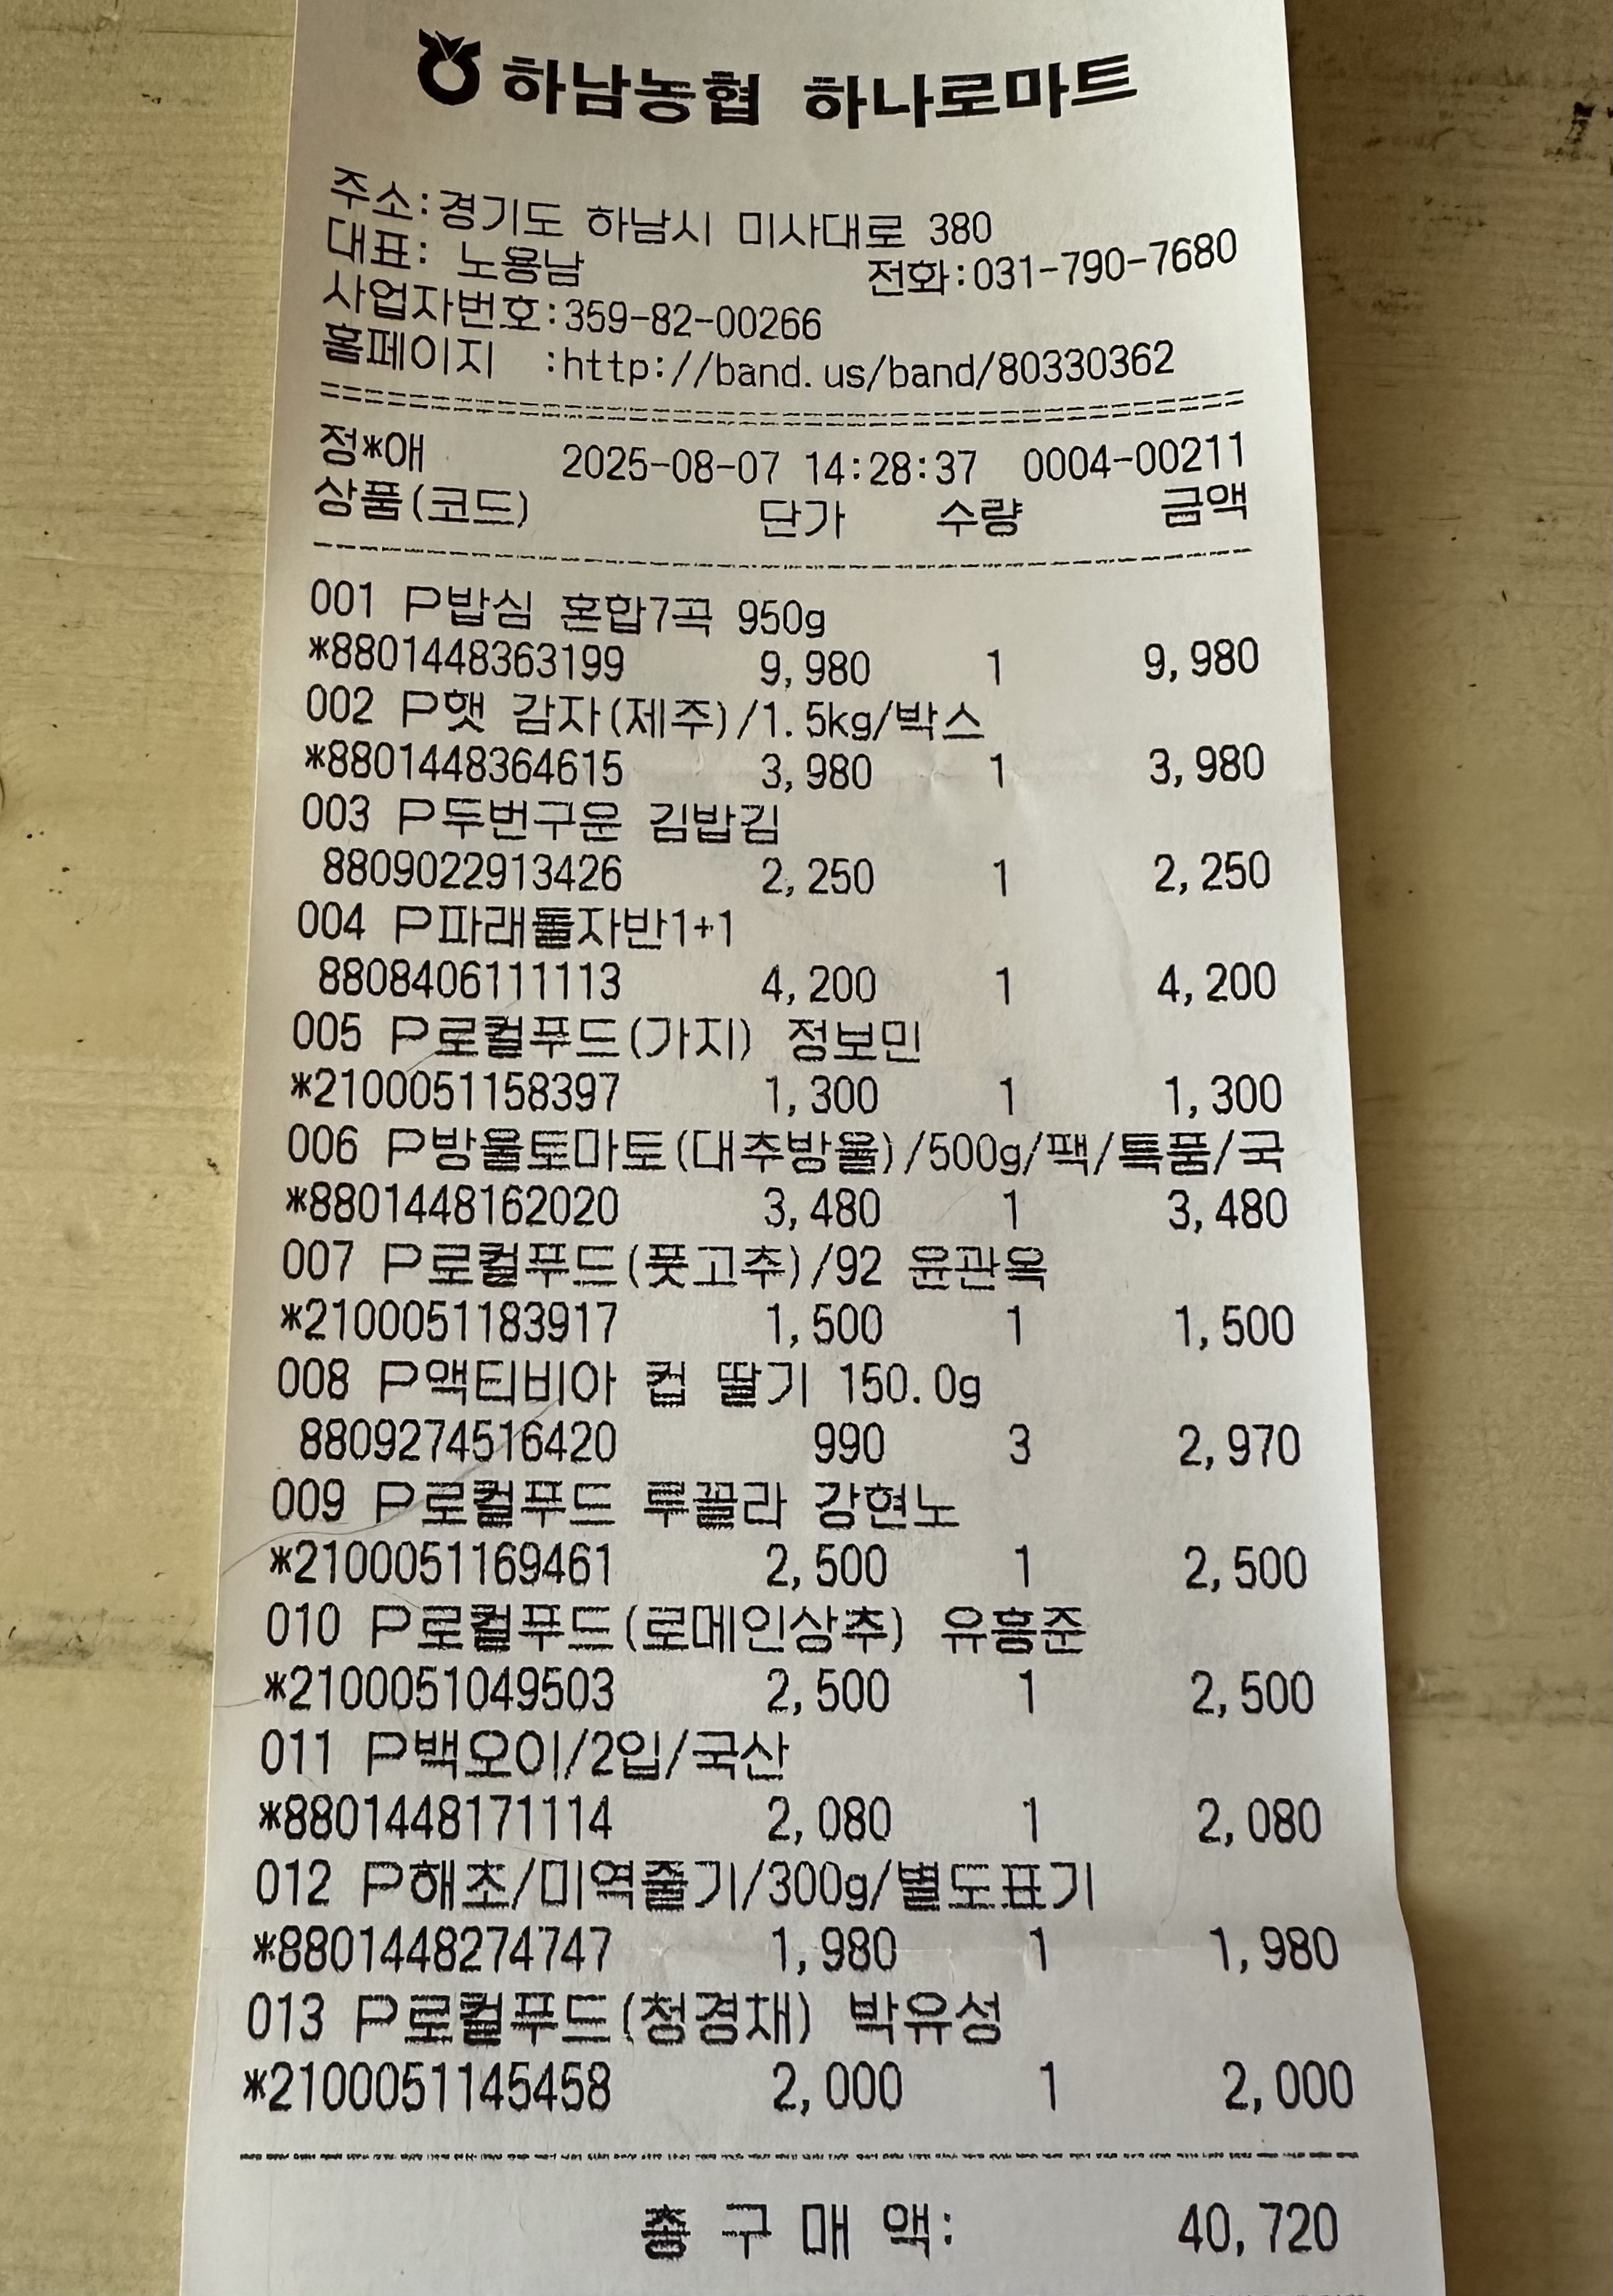 하남농협 하나로마트
주소:경기도 하남시 미사대로 380
대표: 노용남 전화:031-790-7680
사업자번호:359-82-00266
홈페이지 :http://band.us/band/80330362
정*애 2025-08-07 14:28:37 0004-00211
상품(코드) 단가 수량 금액
001 P밥심 혼합7곡 950g
*8801448363199 9,980 1 9,980
002 P햇 감자(제주)/1.5kg/박스
*8801448364615 3,980 1 3,980
003 P두번구운 김밥김
8809022913426 2,250 1 2,250
004 P파래돌자반1+1
8808406111113 4,200 1 4,200
005 P로컬푸드(가지) 정보민
*2100051158397 1,300 1 1,300
006 P방울토마토(대추방울)/500g/팩/특품/국
*8801448162020 3,480 1 3,480
007 P로컬푸드(풋고추)/92 윤관옥
*2100051183917 1,500 1 1,500
008 P액티비아 컵 딸기 150.0g
8809274516420 990 3 2,970
009 P로컬푸드 루꼴라 강현노
*2100051169461 2,500 1 2,500
010 P로컬푸드(로메인상추) 유흥준
*2100051049503 2,500 1 2,500
011 P백오이/2입/국산
*8801448171114 2,080 1 2,080
012 P해초/미역줄기/300g/별도표기
*8801448274747 1,980 1 1,980
013 P로컬푸드(청경채) 박유성
*2100051145458 2,000 1 2,000
총 구 매 액: 40,720